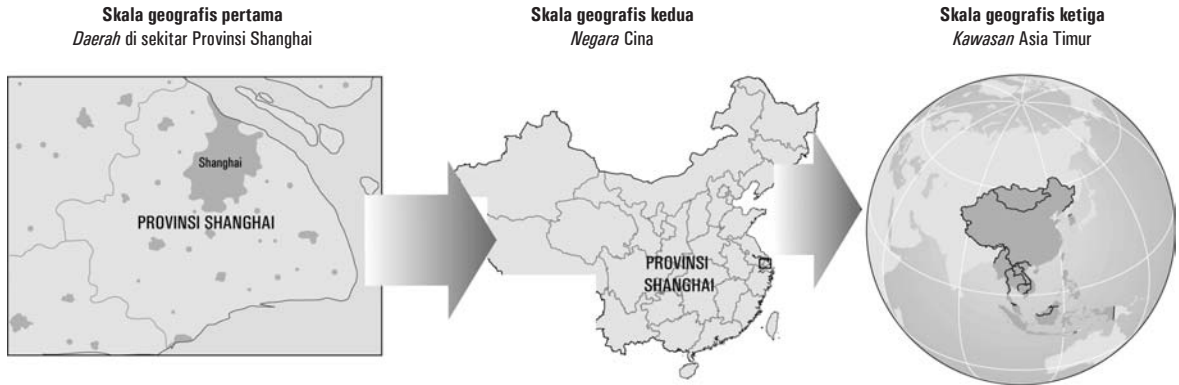 Skala geografis pertama
Daerah di sekitar Provinsi Shanghai
Skala geografis kedua
Negara Cina
Skala geografis ketiga
Kawasan Asia Timur
Shanghai
PROVINSI SHANGHAI
PROVINSI
SHANGHAI